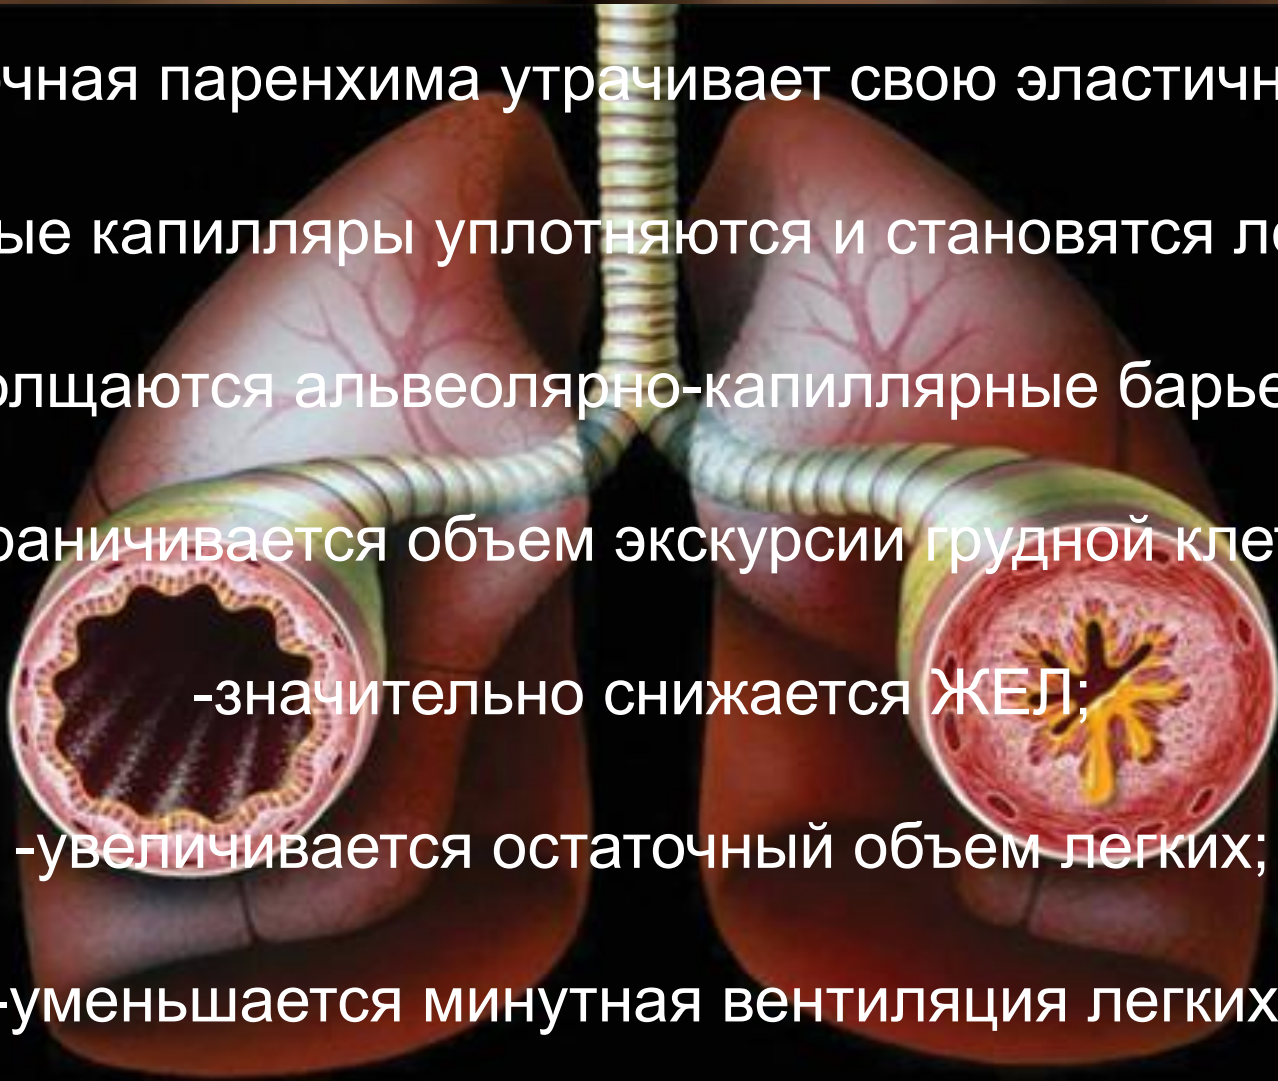 чная паренхима утрачивает свою эластичн
ые капилляры уплотняются и становятся л
олщаются альвеолярно-капиллярные барье
раничивается объем экскурсии грудной кле
-значительно снижается ЖЕЛ;
-увеличивается остаточный объем легких;
-уменьшается минутная вентиляция легких